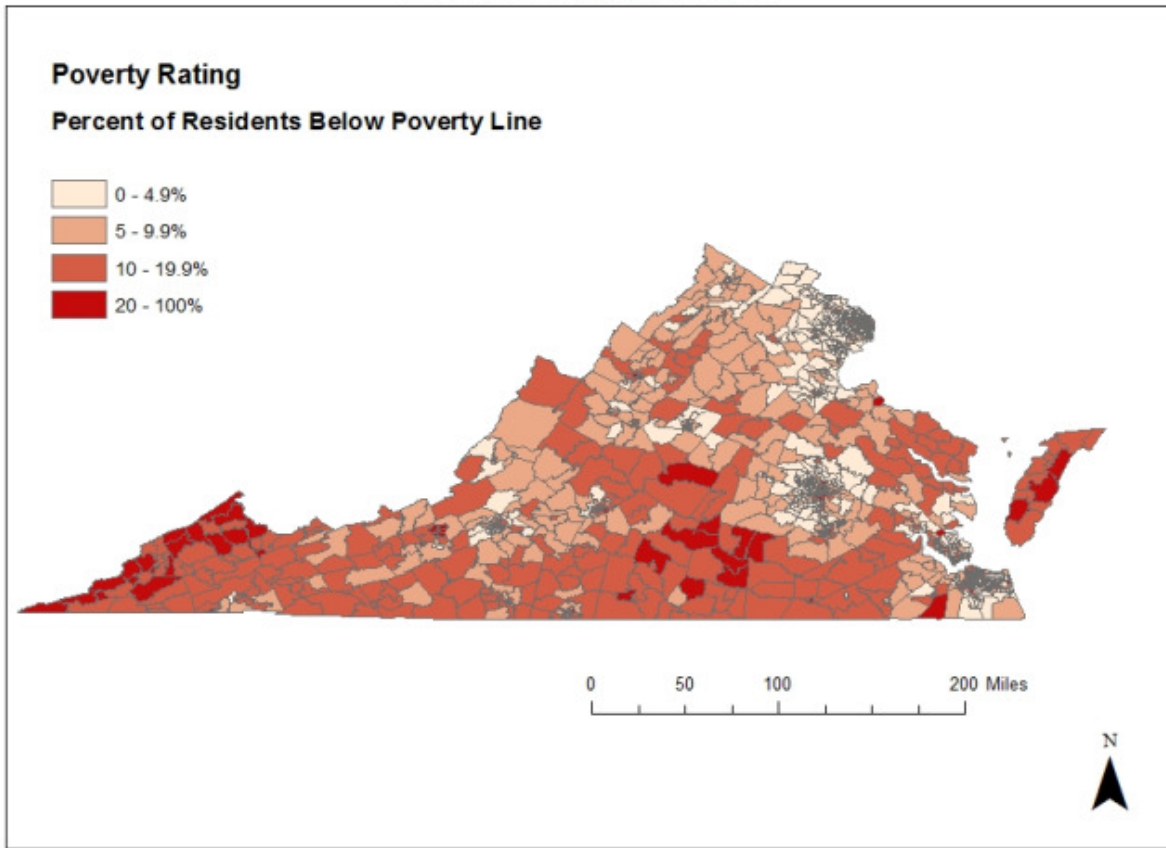 Poverty Rating
Percent of Residents Below Poverty Line
0 - 4.9%
5 - 9.9%
10 - 19.9%
20 - 100%
0 50 100 200 Miles
N